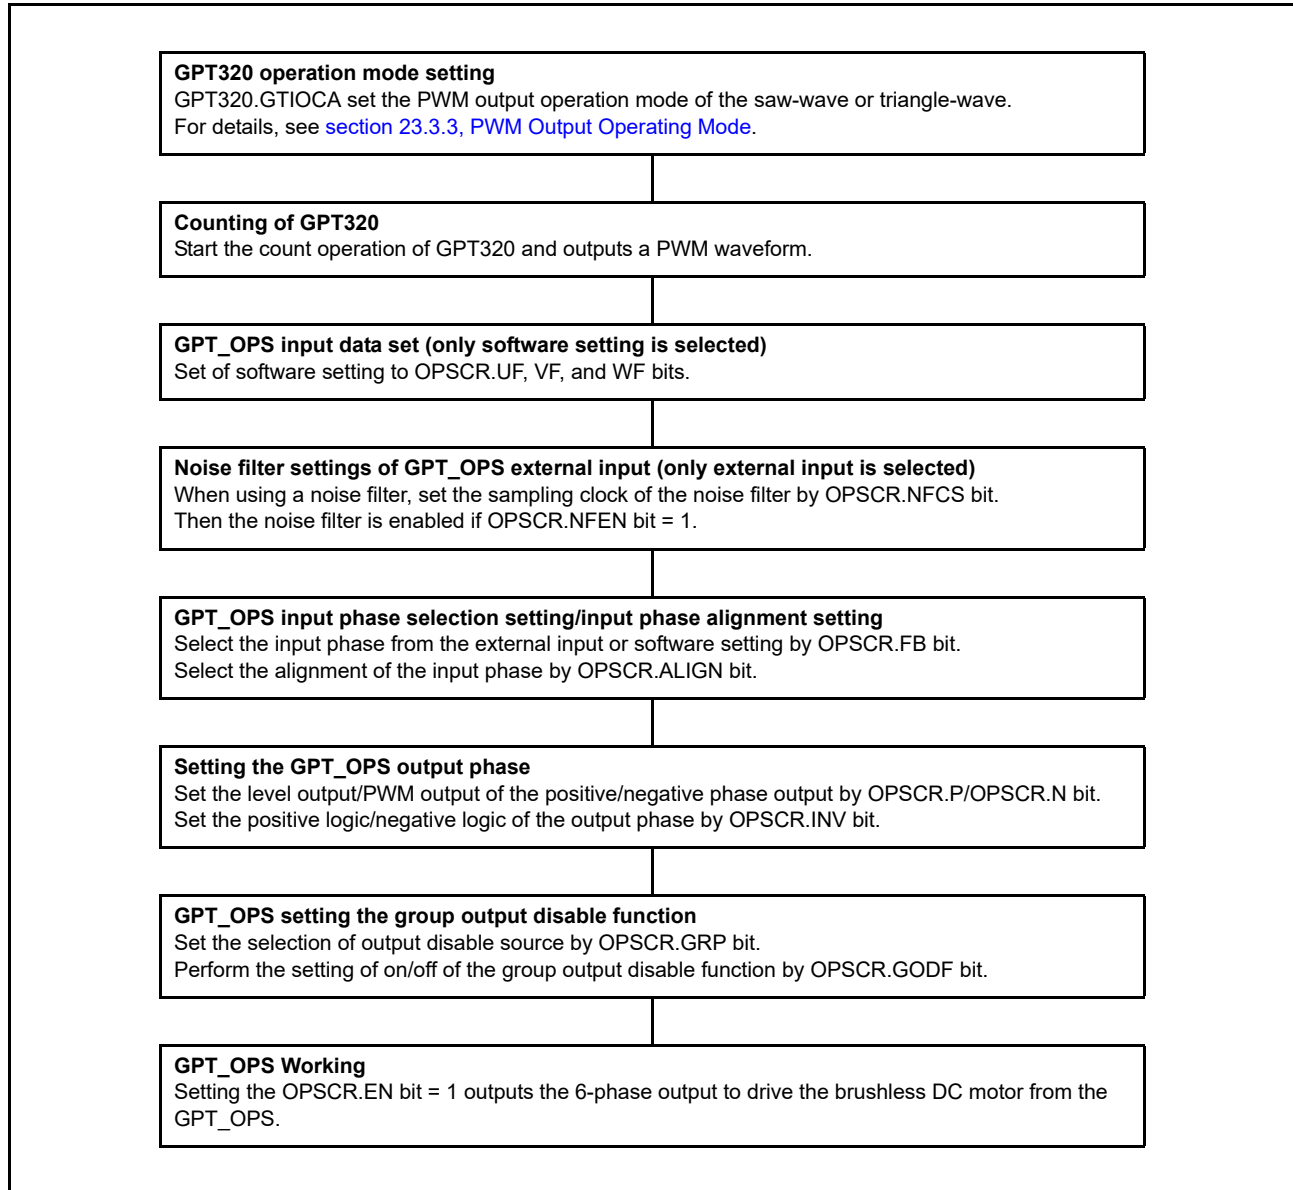 GPT320 operation mode setting
GPT320.GTIOCA set the PWM output operation mode of the saw-wave or triangle-wave.
For details, see section 23.3.3, PWM Output Operating Mode.
Counting of GPT320
Start the count operation of GPT320 and outputs a PWM waveform.
GPT_OPS input data set (only software setting is selected)
Set of software setting to OPSCR.UF, VF, and WF bits.
Noise filter settings of GPT_OPS external input (only external input is selected)
When using a noise filter, set the sampling clock of the noise filter by OPSCR.NFCS bit.
Then the noise filter is enabled if OPSCR.NFEN bit = 1.
GPT_OPS input phase selection setting/input phase alignment setting
Select the input phase from the external input or software setting by OPSCR.FB bit.
Select the alignment of the input phase by OPSCR.ALIGN bit.
Setting the GPT_OPS output phase
Set the level output/PWM output of the positive/negative phase output by OPSCR.P/OPSCR.N bit.
Set the positive logic/negative logic of the output phase by OPSCR.INV bit.
GPT_OPS setting the group output disable function
Set the selection of output disable source by OPSCR.GRP bit.
Perform the setting of on/off of the group output disable function by OPSCR.GODF bit.
GPT_OPS Working
Setting the OPSCR.EN bit = 1 outputs the 6-phase output to drive the brushless DC motor from the
GPT_OPS.